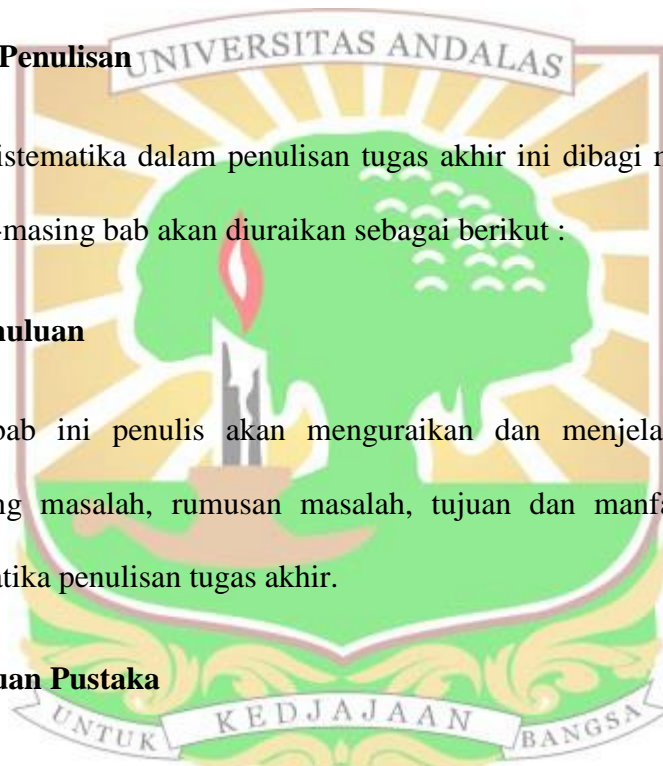 UNIVERSITAS ANDALAS
Penulisan
istematika dalam penulisan tugas akhir ini dibagi
-masing bab akan diuraikan sebagai berikut :
huluan
bab ini penulis akan menguraikan dan menjela
ng masalah, rumusan masalah, tujuan dan manfa
atika penulisan tugas akhir.
uan Pustaka
UNTUK KEDJAJAAN BANGSA